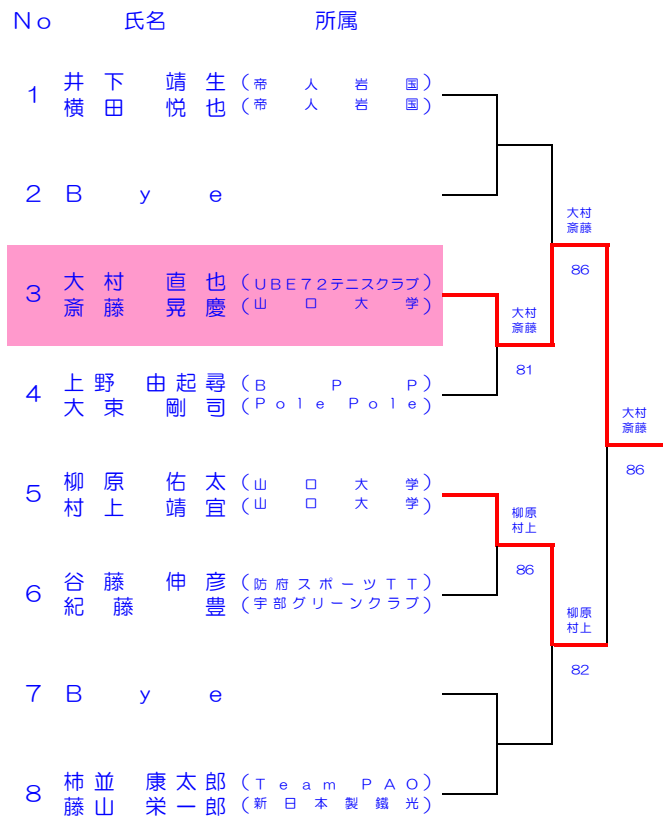 No 氏名 所属
1 井下 靖生 (帝人岩国)
横田 悦也 (帝人岩国)
2 Bye
大村
斎藤
86
3 大村 直也 (UBE72テニスクラブ)
斎藤 晃慶 (山口大学)
大村
斎藤
81
4 上野 由起尋 (BPP)
大束 剛司 (Pole Pole)
大村
斎藤
86
5 柳原 佑太 (山口大学)
村上 靖宜 (山口大学)
柳原
村上
86
6 谷藤 伸彦 (防府スポーツTT)
紀藤 豊 (宇部グリーンクラブ)
柳原
村上
82
7 Bye
8 柿並 康太郎 (Team PAO)
藤山 栄一郎 (新日本製鐵光)